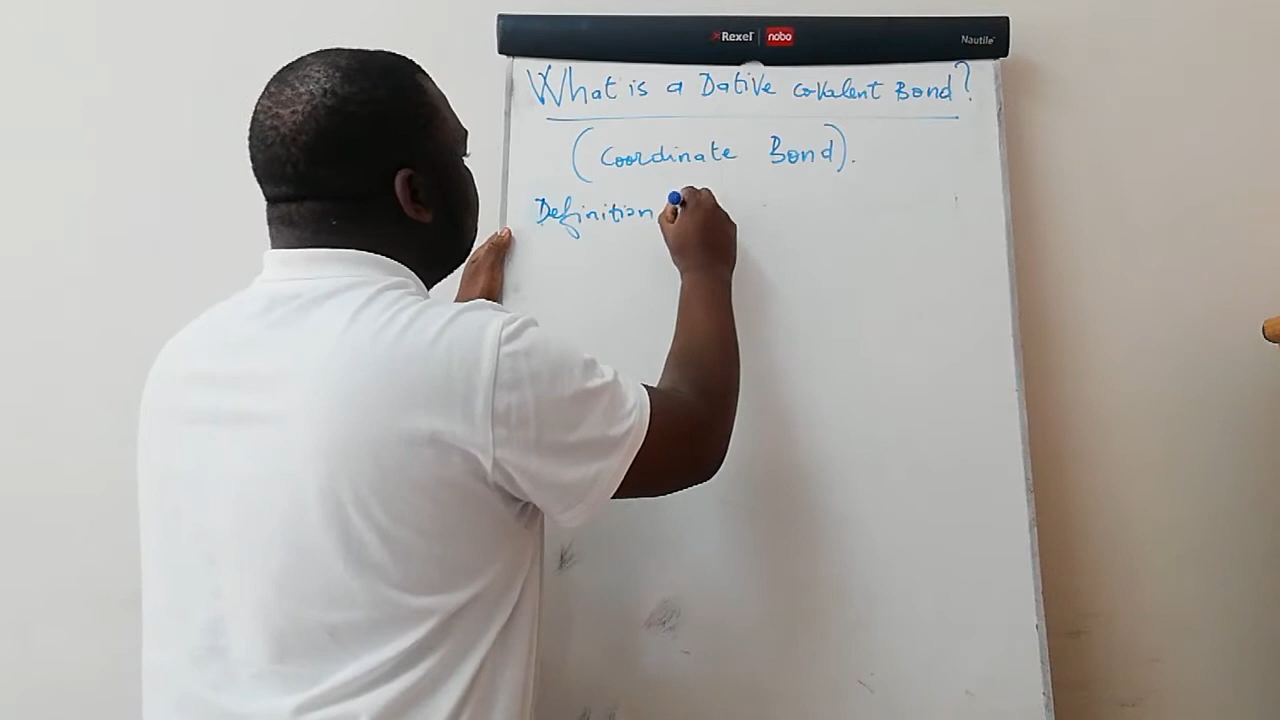 Rexel nobo Nautile
What is a Dative covalent Bond?
(Coordinate Bond).
Definition